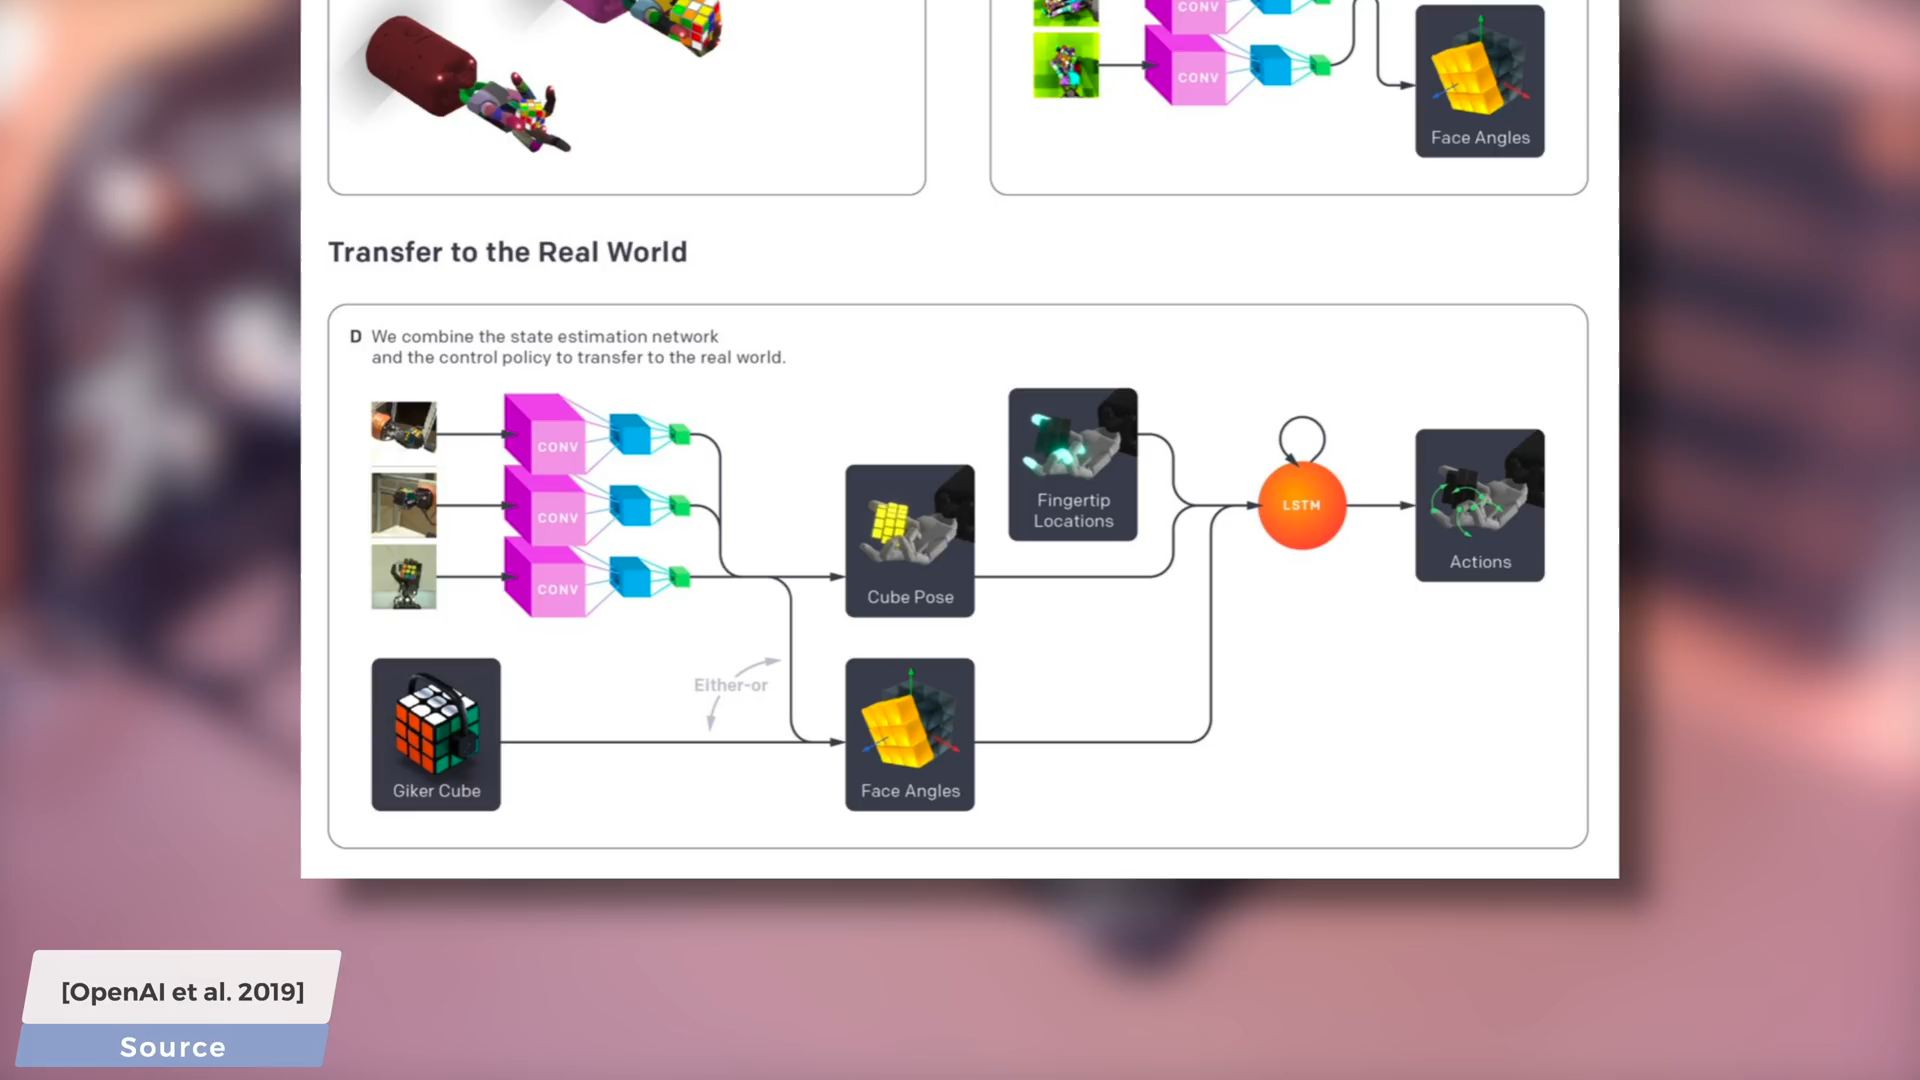 CONV
CONV
Face Angles
Transfer to the Real World
D We combine the state estimation network
and the control policy to transfer to the real world.
CONV
CONV
CONV
Cube Pose
Fingertip
Locations
LSTM
Actions
Either-or
Giker Cube
Face Angles
[OpenAI et al. 2019]
Source